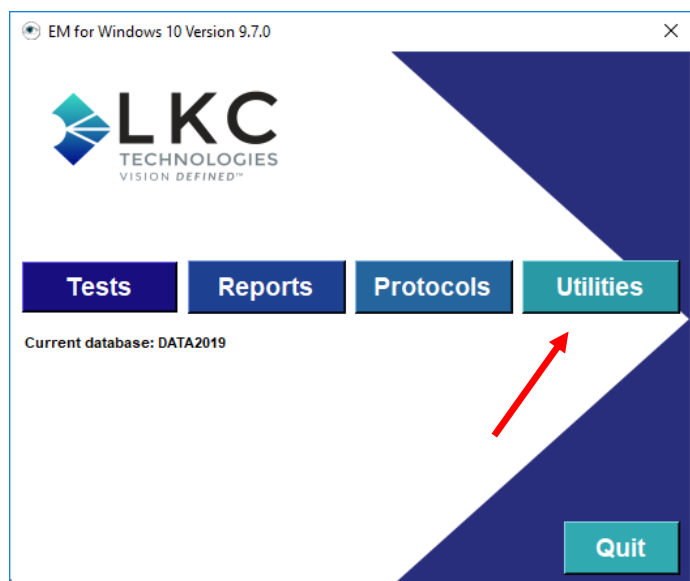 EM for Windows 10 Version 9.7.0
LKC
TECHNOLOGIES
VISION DEFINED™
Tests Reports Protocols Utilities
Current database: DATA2019
Quit